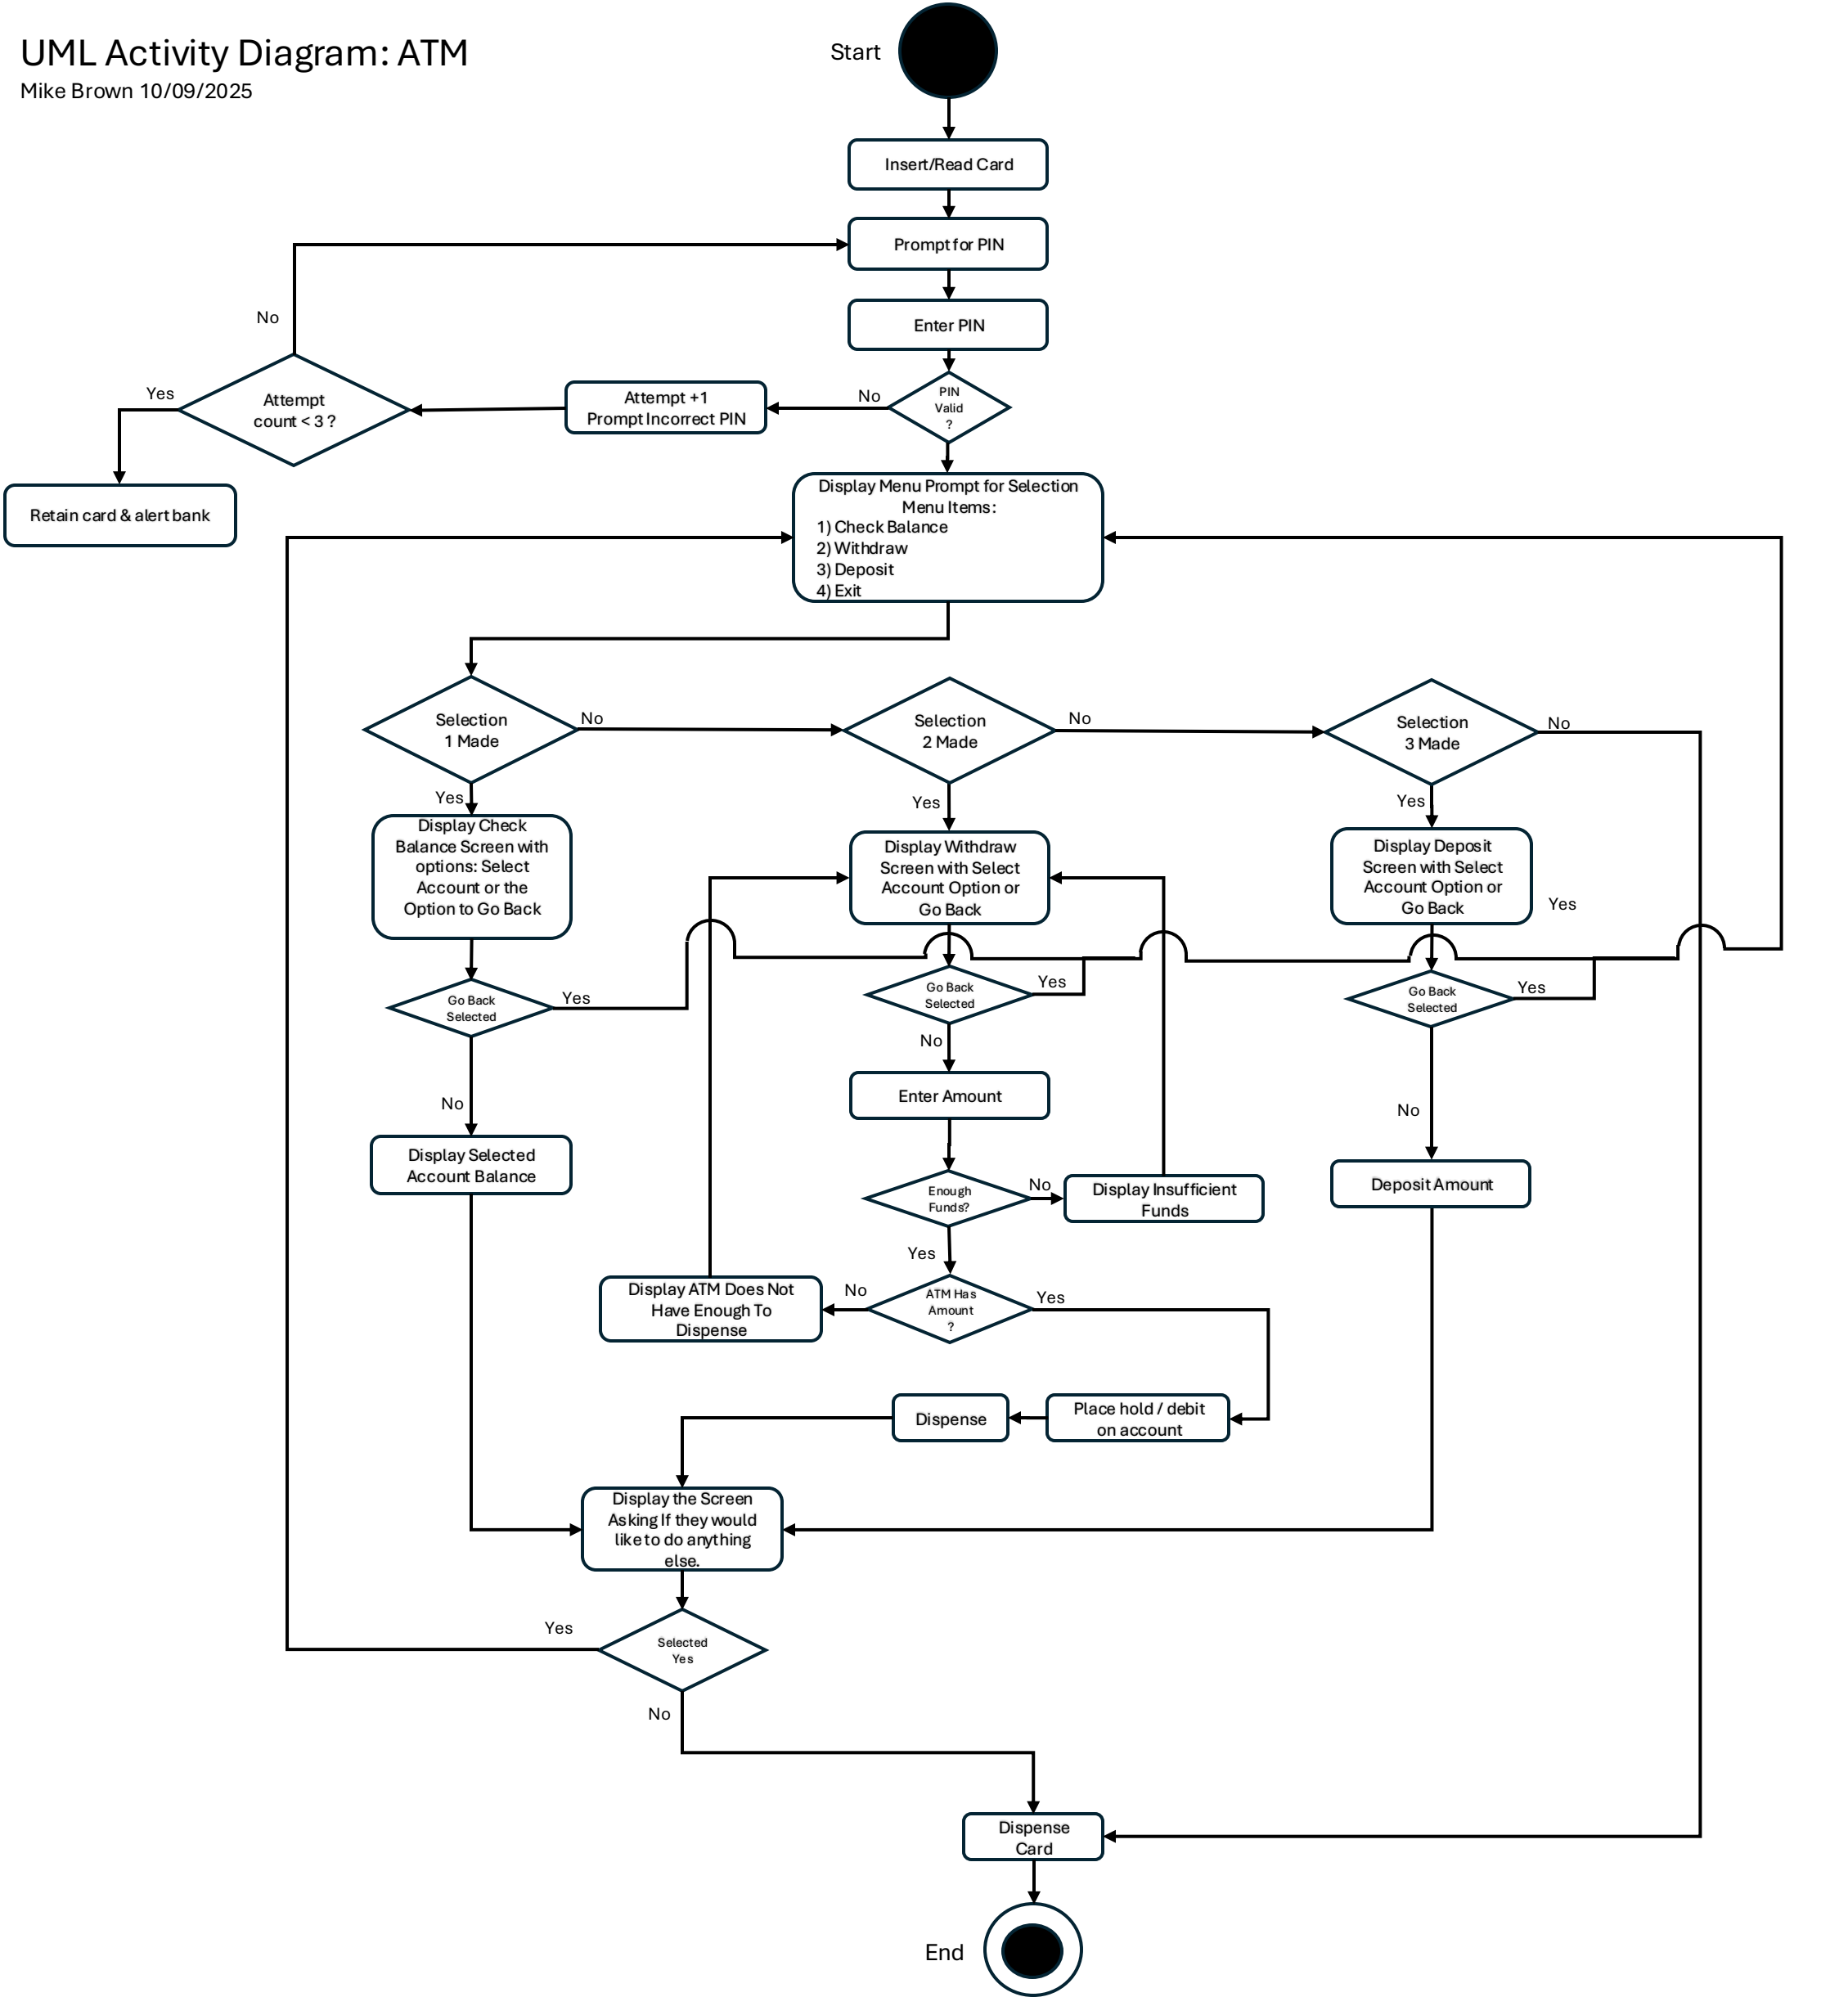 UML Activity Diagram: ATM
Mike Brown 10/09/2025
Start
Insert/Read Card
Prompt for PIN
Enter PIN
No
PIN
Valid
?
No
Attempt +1
Prompt Incorrect PIN
Attempt
count < 3 ?
Yes
Retain card & alert bank
Display Menu Prompt for Selection
Menu Items:
1) Check Balance
2) Withdraw
3) Deposit
4) Exit
Selection
1 Made
No
Selection
2 Made
No
Selection
3 Made
No
Yes
Yes
Yes
Display Check
Balance Screen with
options: Select
Account or the
Option to Go Back
Display Withdraw
Screen with Select
Account Option or
Go Back
Display Deposit
Screen with Select
Account Option or
Go Back
Yes
Go Back
Selected
Yes
Go Back
Selected
Yes
Go Back
Selected
Yes
No
No
No
Enter Amount
Display Selected
Account Balance
Enough
Funds?
No
Display Insufficient
Funds
Deposit Amount
Yes
Display ATM Does Not
Have Enough To
Dispense
No
ATM Has
Amount
?
Yes
Dispense
Place hold / debit
on account
Display the Screen
Asking If they would
like to do anything
else.
Yes
Selected
Yes
No
Dispense
Card
End